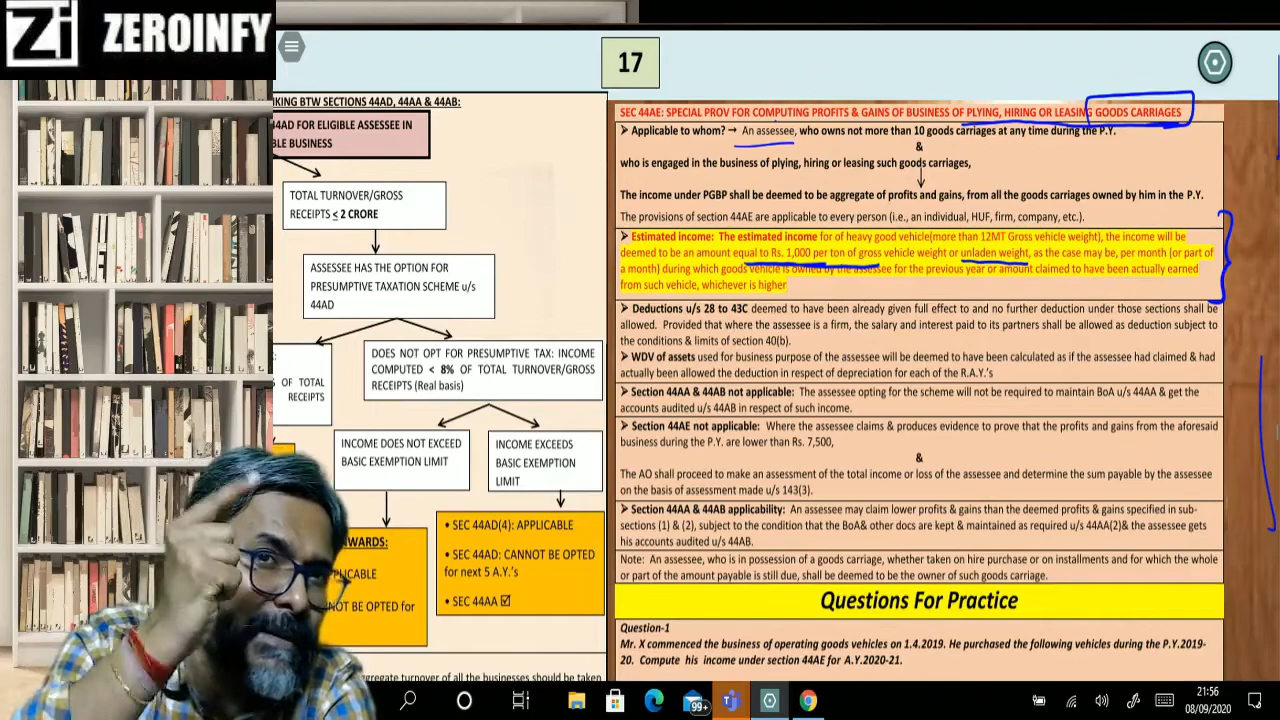 Zi ZEROINFY
17
KING BTW SECTIONS 44AD, 44AA & 44AB:
44AD FOR ELIGIBLE ASSESSEE IN
BLE BUSINESS
TOTAL TURNOVER/GROSS
RECEIPTS ≤ 2 CRORE
ASSESSEE HAS THE OPTION FOR
PRESUMPTIVE TAXATION SCHEME u/s
44AD
OF TOTAL
RECEIPTS
DOES NOT OPT FOR PRESUMPTIVE TAX: INCOME
COMPUTED < 8% OF TOTAL TURNOVER/GROSS
RECEIPTS (Real basis)
INCOME DOES NOT EXCEED
BASIC EXEMPTION LIMIT
INCOME EXCEEDS
BASIC EXEMPTION
LIMIT
WARDS:
PLICABLE
NOT BE OPTED for
• SEC 44AD(4): APPLICABLE
• SEC 44AD: CANNOT BE OPTED
for next 5 A.Y.'s
• SEC 44AA ☑
ggregate turnover of all the businesses should be taken
SEC 44AE: SPECIAL PROV FOR COMPUTING PROFITS & GAINS OF BUSINESS OF PLYING, HIRING OR LEASING GOODS CARRIAGES
➤ Applicable to whom? → An assessee, who owns not more than 10 goods carriages at any time during the P.Y.
&
who is engaged in the business of plying, hiring or leasing such goods carriages,
The income under PGBP shall be deemed to be aggregate of profits and gains, from all the goods carriages owned by him in the P.Y.
The provisions of section 44AE are applicable to every person (i.e., an individual, HUF, firm, company, etc.).
➤ Estimated income: The estimated income for of heavy good vehicle(more than 12MT Gross vehicle weight), the income will be
deemed to be an amount equal to Rs. 1,000 per ton of gross vehicle weight or unladen weight, as the case may be, per month (or part of
a month) during which goods vehicle is owned by the assessee for the previous year or amount claimed to have been actually earned
from such vehicle, whichever is higher
➤ Deductions u/s 28 to 43C deemed to have been already given full effect to and no further deduction under those sections shall be
allowed. Provided that where the assessee is a firm, the salary and interest paid to its partners shall be allowed as deduction subject to
the conditions & limits of section 40(b).
➤ WDV of assets used for business purpose of the assessee will be deemed to have been calculated as if the assessee had claimed & had
actually been allowed the deduction in respect of depreciation for each of the R.A.Y.'s
➤ Section 44AA & 44AB not applicable: The assessee opting for the scheme will not be required to maintain BoA u/s 44AA & get the
accounts audited u/s 44AB in respect of such income.
➤ Section 44AE not applicable: Where the assessee claims & produces evidence to prove that the profits and gains from the aforesaid
business during the P.Y. are lower than Rs. 7,500,
&
The AO shall proceed to make an assessment of the total income or loss of the assessee and determine the sum payable by the assessee
on the basis of assessment made u/s 143(3).
➤ Section 44AA & 44AB applicability: An assessee may claim lower profits & gains than the deemed profits & gains specified in sub-
sections (1) & (2), subject to the condition that the BoA& other docs are kept & maintained as required u/s 44AA(2)& the assessee gets
his accounts audited u/s 44AB.
Note: An assessee, who is in possession of a goods carriage, whether taken on hire purchase or on installments and for which the whole
or part of the amount payable is still due, shall be deemed to be the owner of such goods carriage.
Questions For Practice
Question-1
Mr. X commenced the business of operating goods vehicles on 1.4.2019. He purchased the following vehicles during the P.Y.2019-
20. Compute his income under section 44AE for A.Y.2020-21.
99+
21:56
08/09/2020